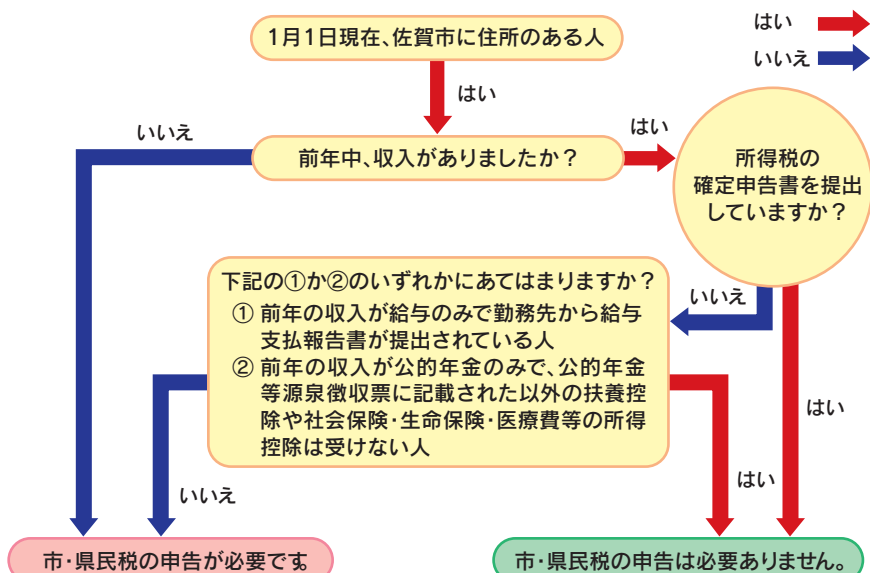 はい
いいえ
1月1日現在、佐賀市に住所のある人
はい
いいえ
前年中、収入がありましたか？
はい
所得税の
確定申告書を提出
していますか？
いいえ
下記の①か②のいずれかにあてはまりますか？
① 前年の収入が給与のみで勤務先から給与
支払報告書が提出されている人
② 前年の収入が公的年金のみで、公的年金
等源泉徴収票に記載された以外の扶養控
除や社会保険・生命保険・医療費等の所得
控除は受けない人
はい
いいえ
はい
市・県民税の申告が必要です。
市・県民税の申告は必要ありません。